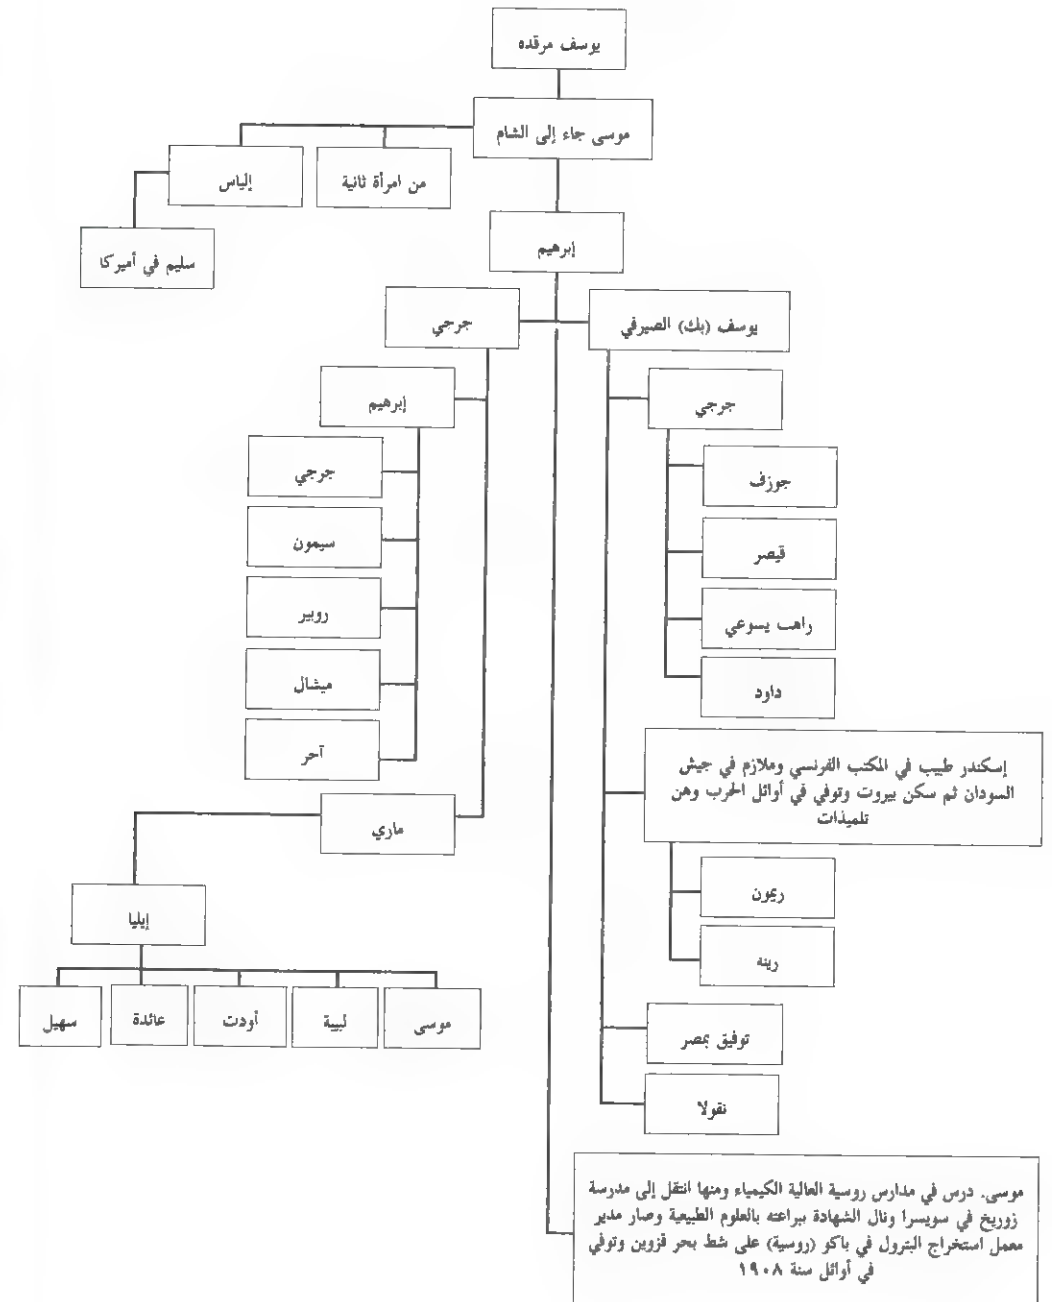 يوسف مرقده
موسى جاء إلى الشام
من امرأة ثانية
إلياس
سليم في أميركا
إبرهيم
يوسف (بك) الصيرفي
جرجي
جوزف
قيصر
راهب يسوعي
داود
إسكندر طبيب في المكتب الفرنسي وملازم في جيش
السودان ثم سكن بيروت وتوفي في أوائل الحرب وهن
تلميذات
ريمون
رينه
توفيق بمصر
نقولا
جرجي
إبرهيم
جرجي
سيمون
روبير
ميشال
آخر
ماري
إيليا
موسى
لبيبة
أودت
عائدة
سهيل
موسى. درس في مدارس روسية العالية الكيمياء ومنها انتقل إلى مدرسة
زوريخ في سويسرا ونال الشهادة ببراعته بالعلوم الطبيعية وصار مدير
معمل استخراج البترول في باكو (روسية) على شط بحر قزوين وتوفي
في أوائل سنة ١٩٠٨